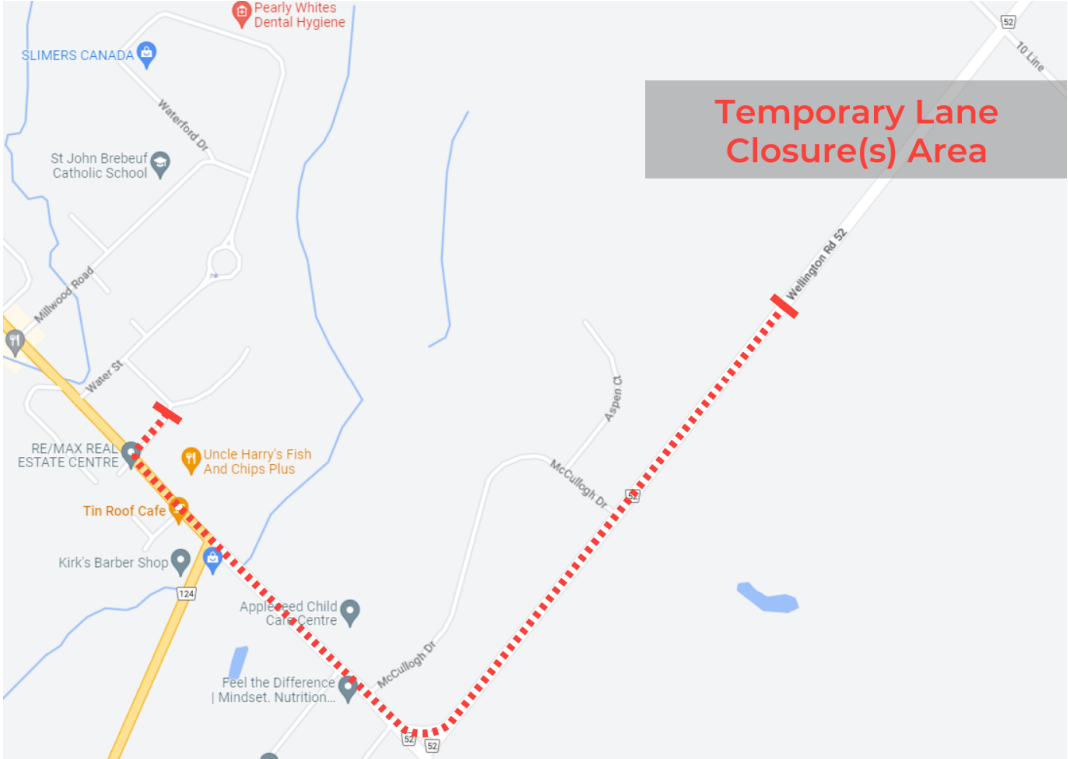 Pearly Whites
Dental Hygiene
52
SLIMERS CANADA
10 Line
Temporary Lane
Closure(s) Area
Waterford Dr
St John Brebeuf
Catholic School
Wellington Rd 52
Millwood Road
Water St
Aspen Ct
RE/MAX REAL
ESTATE CENTRE
Uncle Harry's Fish
And Chips Plus
McCullogh Dr
52
Tin Roof Cafe
Kirk's Barber Shop
124
Appleseed Child
Care Centre
McCullogh Dr
Feel the Difference
| Mindset. Nutrition...
52
52